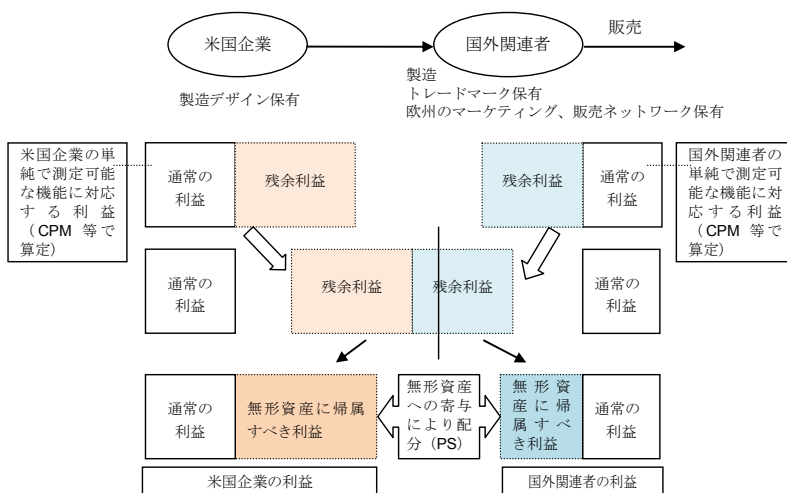 販売
米国企業
国外関連者
製造デザイン保有
製造
トレードマーク保有
欧州のマーケティング、販売ネットワーク保有
米国企業の単
純で測定可能
な機能に対応
する利益
（CPM 等で
算定）
通常の
利益
残余利益
残余利益
通常の
利益
国外関連者の
単純で測定可
能な機能に対
応する利益
（CPM 等で
算定）
通常の
利益
残余利益
残余利益
通常の
利益
通常の
利益
無形資産に帰属
すべき利益
無形資産
への寄与
により配
分（PS）
無形資
産に帰
属すべ
き利益
通常の
利益
米国企業の利益
国外関連者の利益